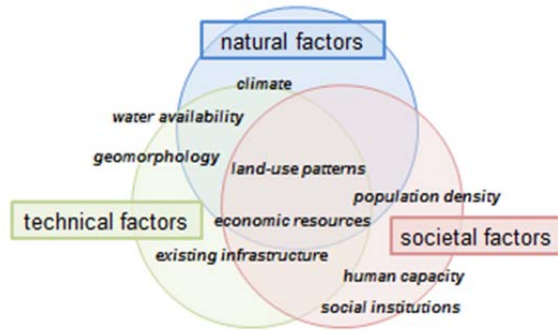 natural factors
climate
water availability
geomorphology
land-use patterns
population density
technical factors
economic resources
societal factors
existing infrastructure
human capacity
social institutions